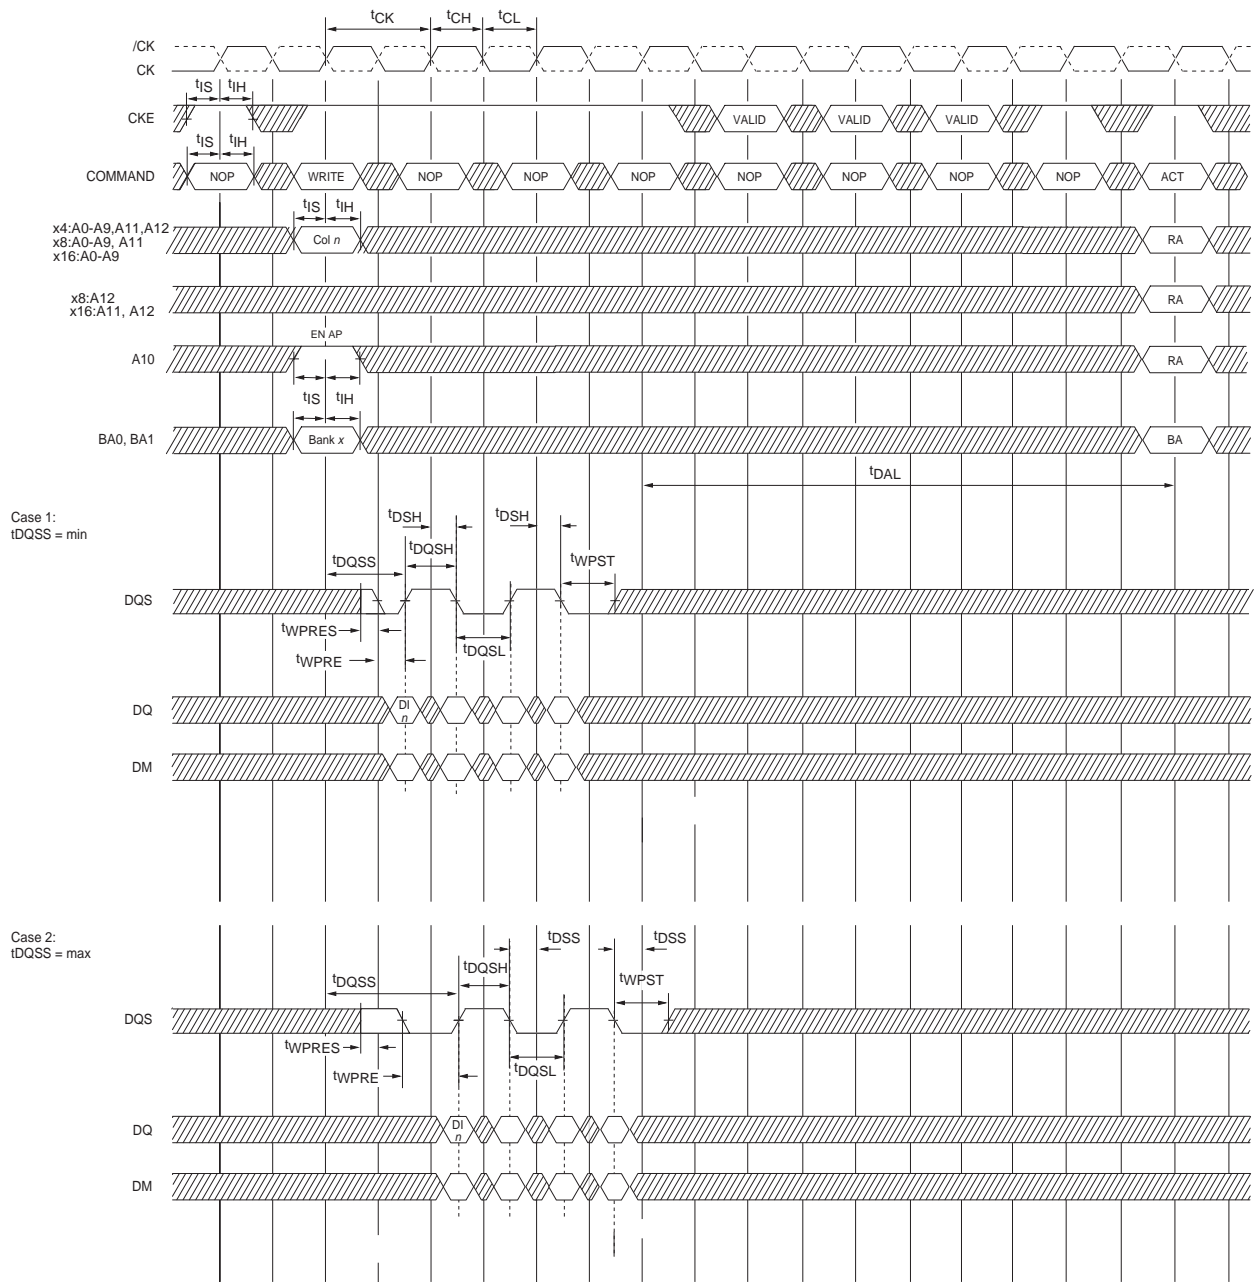 tCK tCH tCL
/CK
CK
tIS tIH
CKE VALID VALID VALID
tIS tIH
COMMAND NOP WRITE NOP NOP NOP NOP NOP NOP NOP ACT
tIS tIH
x4:A0-A9,A11,A12
x8:A0-A9, A11
x16:A0-A9
Col n RA
x8:A12
x16:A11, A12
RA
EN AP
A10 RA
tIS tIH
BA0, BA1 Bank x BA
tDAL
Case 1:
tDQSS = min
tDSH tDSH
tDQSH
tDQSS tWPST
DQS
tWPRES
tDQSL
tWPRE
DQ DI
n
DM
Case 2:
tDQSS = max
tDSS tDSS
tDQSH
tDQSS tWPST
DQS
tWPRES
tWPRE tDQSL
DQ DI
n
DM